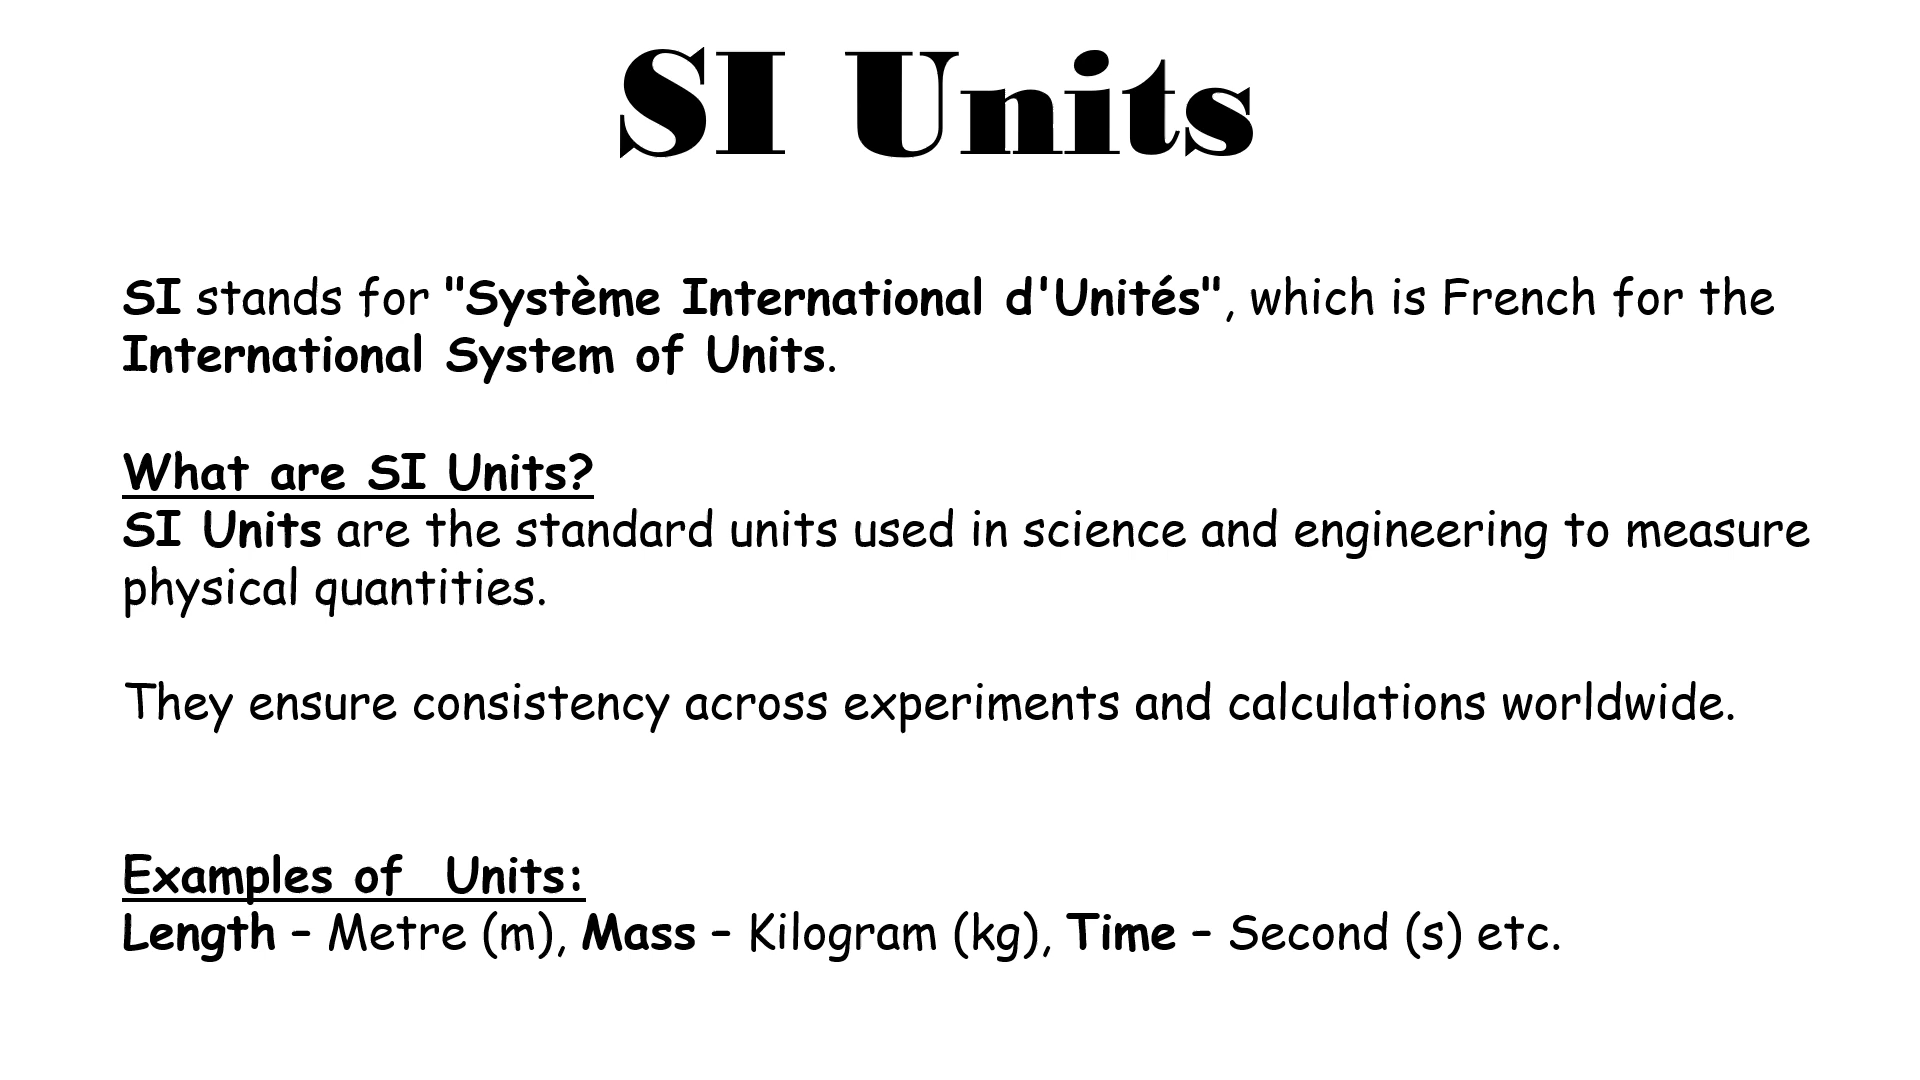 SI Units
SI stands for "Système International d'Unités", which is French for the
International System of Units.
What are SI Units?
SI Units are the standard units used in science and engineering to measure
physical quantities.
They ensure consistency across experiments and calculations worldwide.
Examples of  Units:
Length – Metre (m), Mass – Kilogram (kg), Time – Second (s) etc.